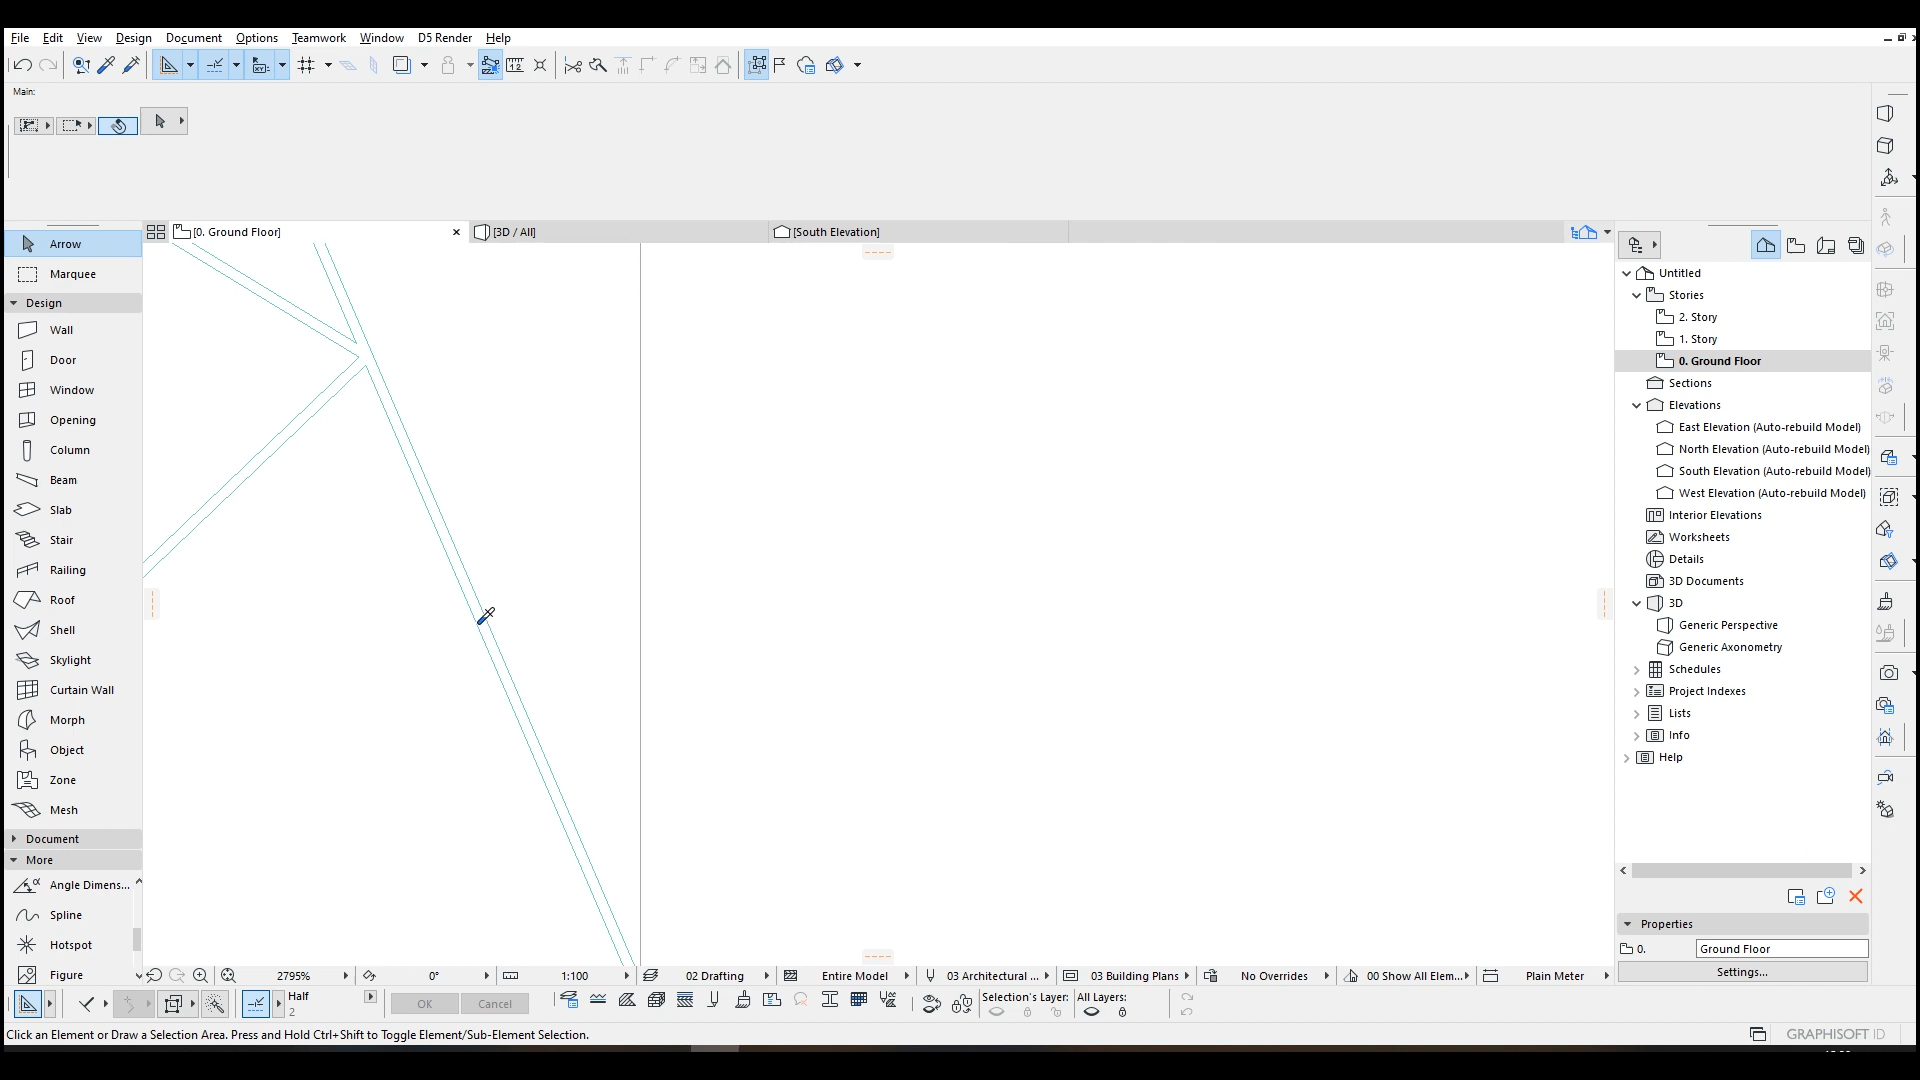 File Edit View Design Document Options Teamwork Window D5 Render Help
Main:
[0. Ground Floor]
[3D / All]
[South Elevation]
Arrow
Marquee
Design
Wall
Door
Window
Opening
Column
Beam
Slab
Stair
Railing
Roof
Shell
Skylight
Curtain Wall
Morph
Object
Zone
Mesh
Document
More
Angle Dimens...
Spline
Hotspot
Figure
Untitled
Stories
2. Story
1. Story
0. Ground Floor
Sections
Elevations
East Elevation (Auto-rebuild Model)
North Elevation (Auto-rebuild Model)
South Elevation (Auto-rebuild Model)
West Elevation (Auto-rebuild Model)
Interior Elevations
Worksheets
Details
3D Documents
3D
Generic Perspective
Generic Axonometry
Schedules
Project Indexes
Lists
Info
Help
Properties
0. Ground Floor
Settings...
2795% 0° 1:100 02 Drafting Entire Model 03 Architectural ... 03 Building Plans No Overrides 00 Show All Elem... Plain Meter
Half
2
OK Cancel
Selection's Layer: All Layers:
Click an Element or Draw a Selection Area. Press and Hold Ctrl+Shift to Toggle Element/Sub-Element Selection.
GRAPHISOFT ID